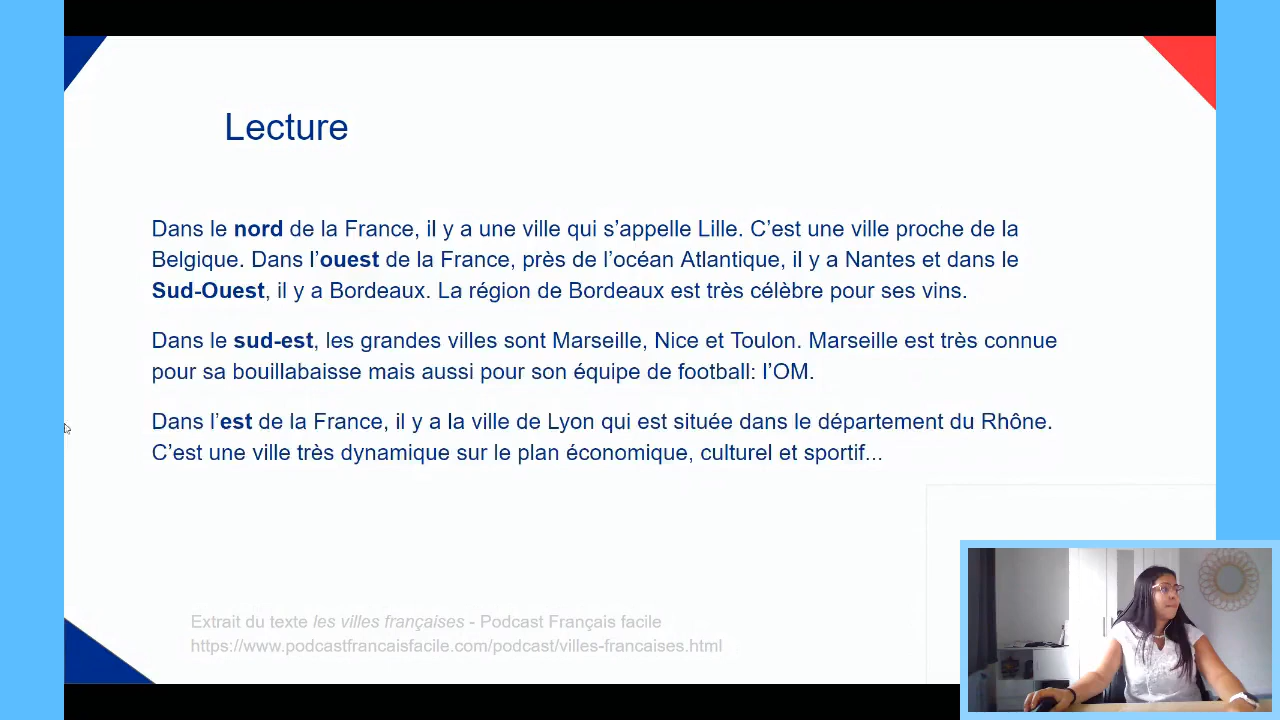 Lecture
Dans le nord de la France, il y a une ville qui s’appelle Lille. C’est une ville proche de la
Belgique. Dans l’ouest de la France, près de l’océan Atlantique, il y a Nantes et dans le
Sud-Ouest, il y a Bordeaux. La région de Bordeaux est très célèbre pour ses vins.
Dans le sud-est, les grandes villes sont Marseille, Nice et Toulon. Marseille est très connue
pour sa bouillabaisse mais aussi pour son équipe de football: l’OM.
Dans l’est de la France, il y a la ville de Lyon qui est située dans le département du Rhône.
C’est une ville très dynamique sur le plan économique, culturel et sportif...
Extrait du texte les villes françaises - Podcast Français facile
https://www.podcastfrancaisfacile.com/podcast/villes-francaises.html